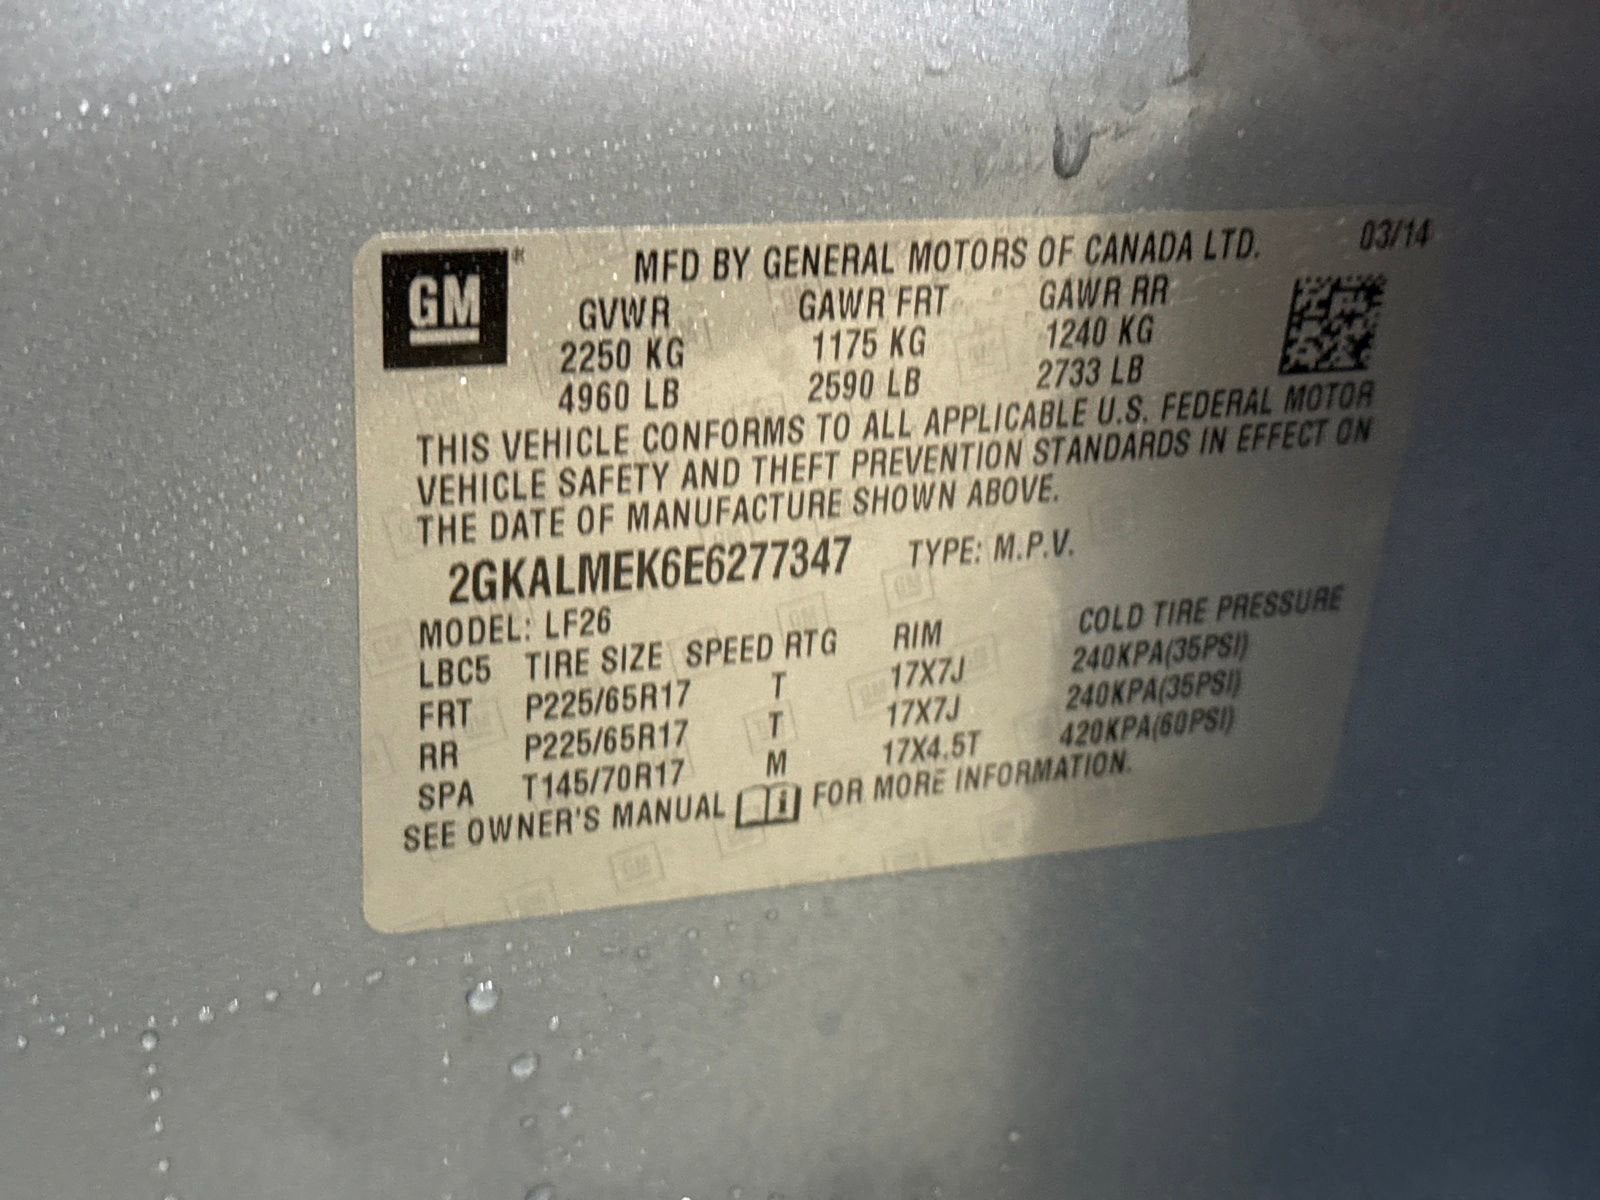 GM®
MFD BY GENERAL MOTORS OF CANADA LTD. 03/14
GVWR GAWR FRT GAWR RR
2250 KG 1175 KG 1240 KG
4960 LB 2590 LB 2733 LB
THIS VEHICLE CONFORMS TO ALL APPLICABLE U.S. FEDERAL MOTOR
VEHICLE SAFETY AND THEFT PREVENTION STANDARDS IN EFFECT ON
THE DATE OF MANUFACTURE SHOWN ABOVE.
2GKALMEK6E6277347 TYPE: M.P.V.
MODEL: LF26
LBC5 TIRE SIZE SPEED RTG RIM COLD TIRE PRESSURE
FRT P225/65R17 T 17X7J 240KPA(35PSI)
RR P225/65R17 T 17X7J 240KPA(35PSI)
SPA T145/70R17 M 17X4.5T 420KPA(60PSI)
SEE OWNER'S MANUAL FOR MORE INFORMATION.